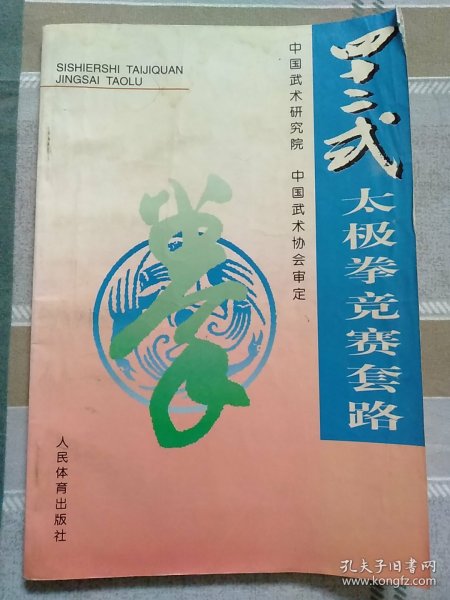 SISHIERSHI TAIJIQUAN
JINGSAI TAOLU
四十二式
太极拳竞赛套路
中国武术研究院 中国武术协会审定
拳
人民体育出版社
孔夫子旧书网
www.kongfz.com